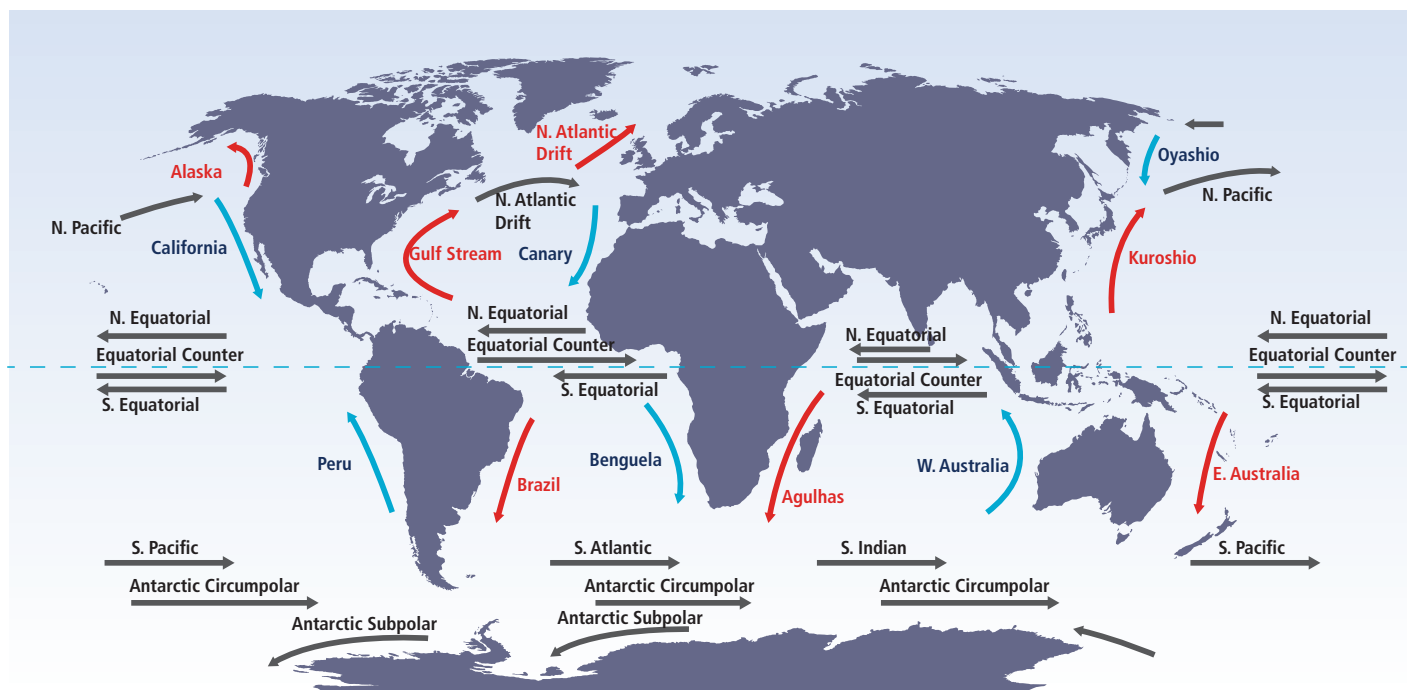 N. Atlantic
Drift
Alaska
Oyashio
N. Pacific
N. Atlantic
Drift
N. Pacific
California
Gulf Stream
Canary
Kuroshio
N. Equatorial
N. Equatorial
N. Equatorial
N. Equatorial
Equatorial Counter
Equatorial Counter
Equatorial Counter
Equatorial Counter
S. Equatorial
S. Equatorial
S. Equatorial
S. Equatorial
Peru
Brazil
Benguela
Agulhas
W. Australia
E. Australia
S. Pacific
S. Atlantic
S. Indian
S. Pacific
Antarctic Circumpolar
Antarctic Circumpolar
Antarctic Circumpolar
Antarctic Subpolar
Antarctic Subpolar